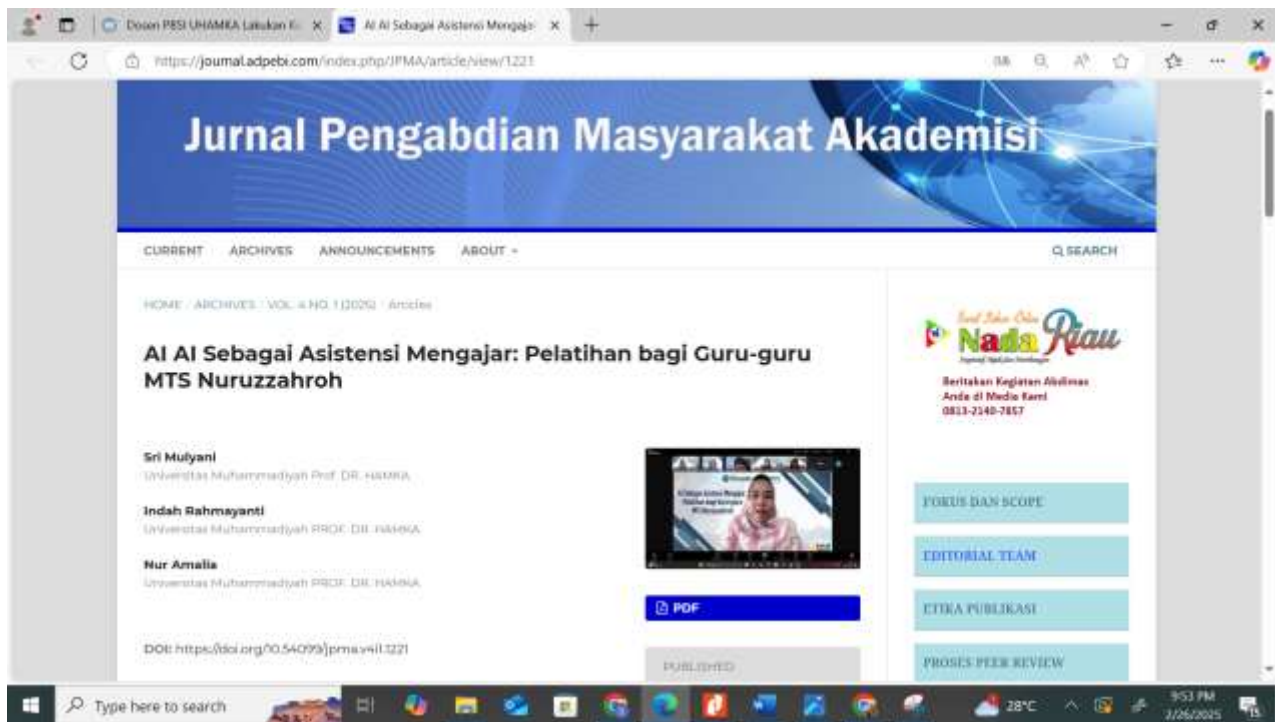 Dosen PBSI UHAMKA Lakukan
AI AI Sebagai Asistensi Mengajar
https://journal.adpebi.com/index.php/JPMA/article/view/1221
Jurnal Pengabdian Masyarakat Akademisi
CURRENT ARCHIVES ANNOUNCEMENTS ABOUT
SEARCH
HOME / ARCHIVES / VOL. 4 NO. 1 (2025) / Articles
AI AI Sebagai Asistensi Mengajar: Pelatihan bagi Guru-guru
MTS Nuruzzahroh
Sri Mulyani
Universitas Muhammadiyah Prof. DR. HAMKA
Indah Rahmayanti
Universitas Muhammadiyah PROF. DR. HAMKA
Nur Amalia
Universitas Muhammadiyah PROF. DR. HAMKA
DOI: https://doi.org/10.54099/jpma.v4i1.1221
PDF
PUBLISHED
Nada Riau
Beritakan Kegiatan Abdimas
Anda di Media Kami
0813-2140-7857
FOKUS DAN SCOPE
EDITORIAL TEAM
ETIKA PUBLIKASI
PROSES PEER REVIEW
Type here to search
28°C
9:53 PM
2/26/2025